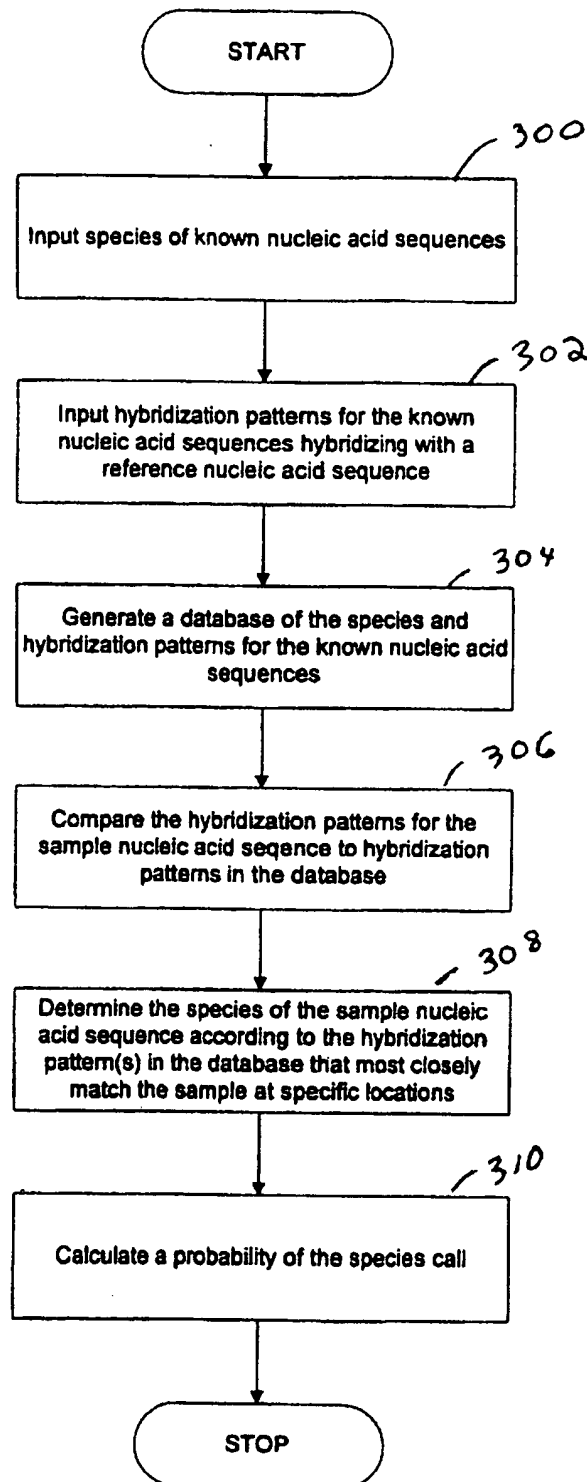 START
300
Input species of known nucleic acid sequences
302
Input hybridization patterns for the known
nucleic acid sequences hybridizing with a
reference nucleic acid sequence
304
Generate a database of the species and
hybridization patterns for the known nucleic acid
sequences
306
Compare the hybridization patterns for the
sample nucleic acid seqence to hybridization
patterns in the database
308
Determine the species of the sample nucleic
acid sequence according to the hybridization
pattern(s) in the database that most closely
match the sample at specific locations
310
Calculate a probability of the species call
STOP